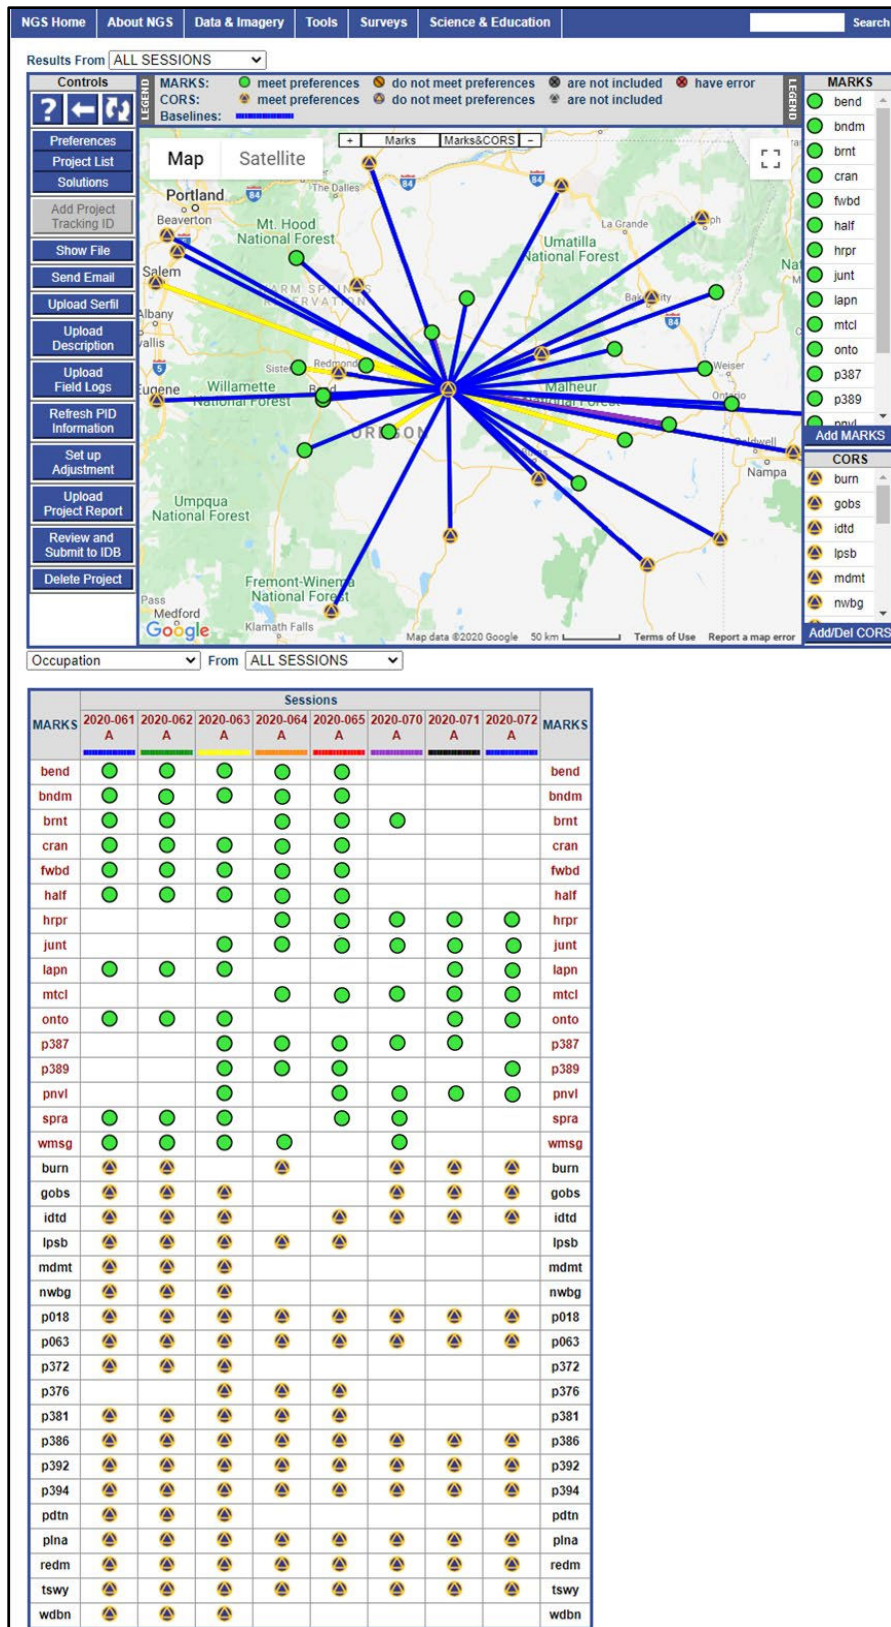 NGS Home About NGS Data & Imagery Tools Surveys Science & Education Search
Results From ALL SESSIONS
Controls
?
Preferences
Project List
Solutions
Add Project
Tracking ID
Show File
Send Email
Upload Serfil
Upload
Description
Upload
Field Logs
Refresh PID
Information
Set up
Adjustment
Upload
Project Report
Review and
Submit to IDB
Delete Project
LEGEND
MARKS: meet preferences do not meet preferences are not included have error
CORS: meet preferences do not meet preferences are not included
Baselines:
LEGEND
+ Marks Marks&CORS -
Map Satellite
Portland
Beaverton
The Dalles
84
84
84
Mt. Hood
National Forest
La Grande
Umatilla
National Forest
Salem
Albany
Bak City
84
5
Eugene
Willamette
National Forest
Redmond
Malheur
National Forest
Weiser
Ontario
Caldwell
Nampa
OREGON
Umpqua
National Forest
Fremont-Winema
National Forest
Pass
Medford
Klamath Falls
Google
Map data ©2020 Google 50 km Terms of Use Report a map error
MARKS
bend
bndm
brnt
cran
fwbd
half
hrpr
junt
lapn
mtcl
onto
p387
p389
pnvl
Add MARKS
CORS
burn
gobs
idtd
lpsb
mdmt
nwbg
Add/Del CORS
Occupation From ALL SESSIONS
Sessions
MARKS 2020-061 2020-062 2020-063 2020-064 2020-065 2020-070 2020-071 2020-072 MARKS
A A A A A A A A
bend bend
bndm bndm
brnt brnt
cran cran
fwbd fwbd
half half
hrpr hrpr
junt junt
lapn lapn
mtcl mtcl
onto onto
p387 p387
p389 p389
pnvl pnvl
spra spra
wmsg wmsg
burn burn
gobs gobs
idtd idtd
lpsb lpsb
mdmt mdmt
nwbg nwbg
p018 p018
p063 p063
p372 p372
p376 p376
p381 p381
p386 p386
p392 p392
p394 p394
pdtn pdtn
plna plna
redm redm
tswy tswy
wdbn wdbn